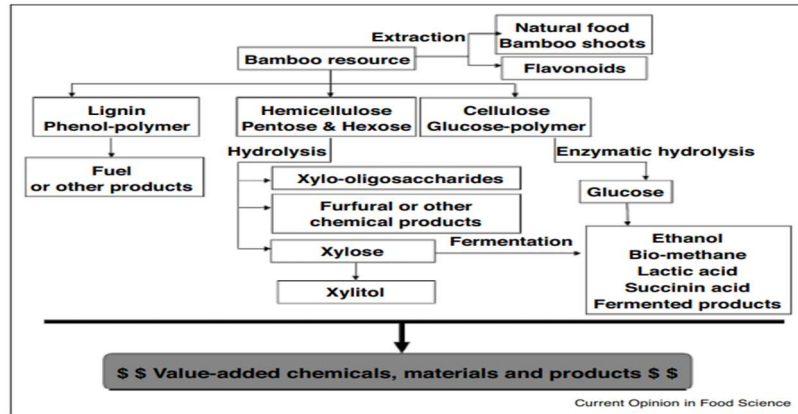 Extraction
Natural food
Bamboo shoots
Bamboo resource
Flavonoids
Lignin
Phenol-polymer
Hemicellulose
Pentose & Hexose
Cellulose
Glucose-polymer
Fuel
or other products
Hydrolysis
Enzymatic hydrolysis
Xylo-oligosaccharides
Glucose
Furfural or other
chemical products
Xylose
Fermentation
Ethanol
Bio-methane
Lactic acid
Succinin acid
Fermented products
Xylitol
$ $ Value-added chemicals, materials and products $ $
Current Opinion in Food Science